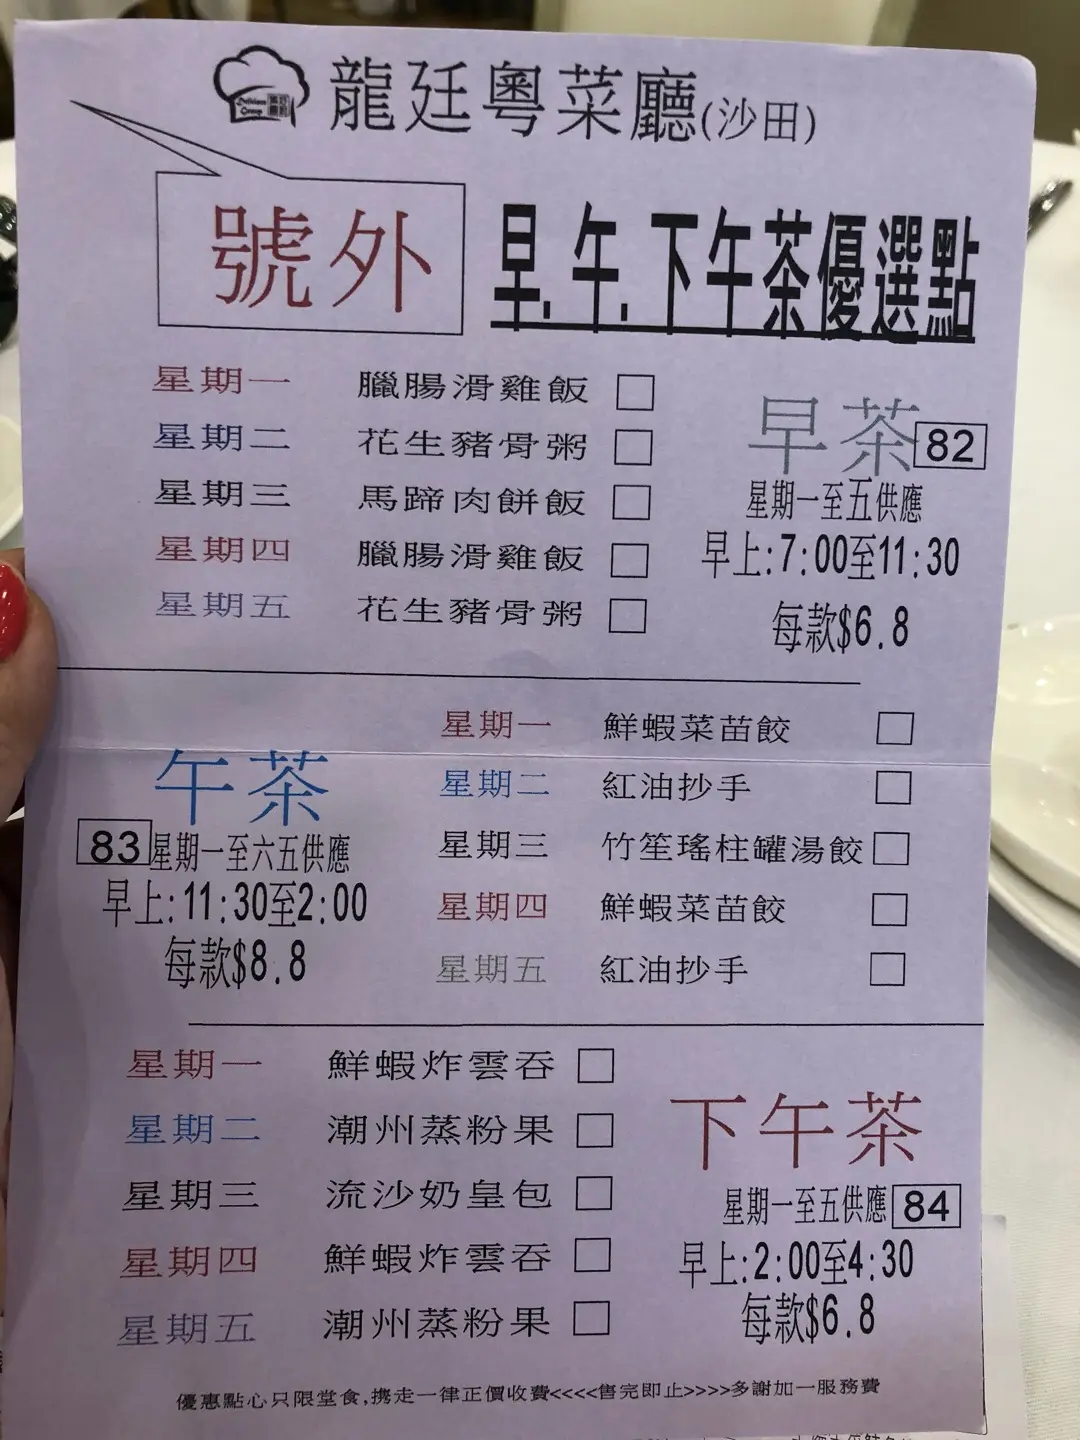 龍廷粵菜廳(沙田)
號外
早.午.下午茶優選點
星期一 臘腸滑雞飯 □
星期二 花生豬骨粥 □
星期三 馬蹄肉餅飯 □
星期四 臘腸滑雞飯 □
星期五 花生豬骨粥 □
早茶 82
星期一至五供應
早上:7:00至11:30
每款$6.8
午茶
83 星期一至六五供應
早上:11:30至2:00
每款$8.8
星期一 鮮蝦菜苗餃 □
星期二 紅油抄手 □
星期三 竹笙瑤柱罐湯餃 □
星期四 鮮蝦菜苗餃 □
星期五 紅油抄手 □
星期一 鮮蝦炸雲吞 □
星期二 潮州蒸粉果 □
星期三 流沙奶皇包 □
星期四 鮮蝦炸雲吞 □
星期五 潮州蒸粉果 □
下午茶
星期一至五供應 84
早上:2:00至4:30
每款$6.8
優惠點心只限堂食,携走一律正價收費<<<<售完即止>>>>多謝加一服務費